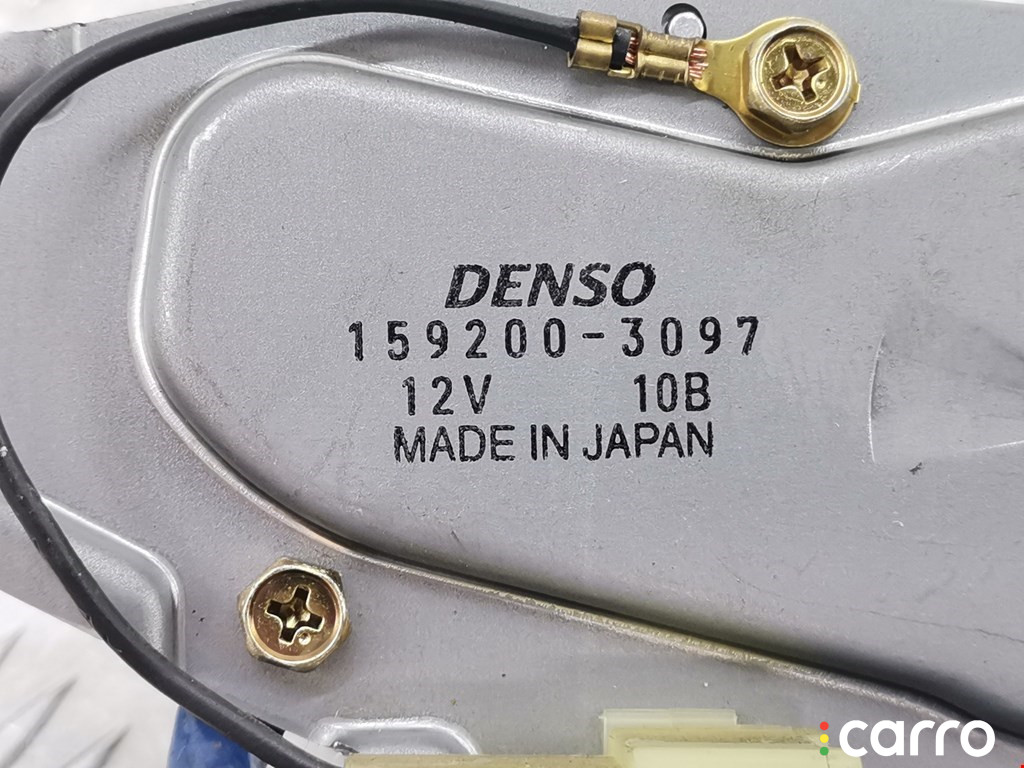 DENSO
159200-3097
12V 10B
MADE IN JAPAN
carro